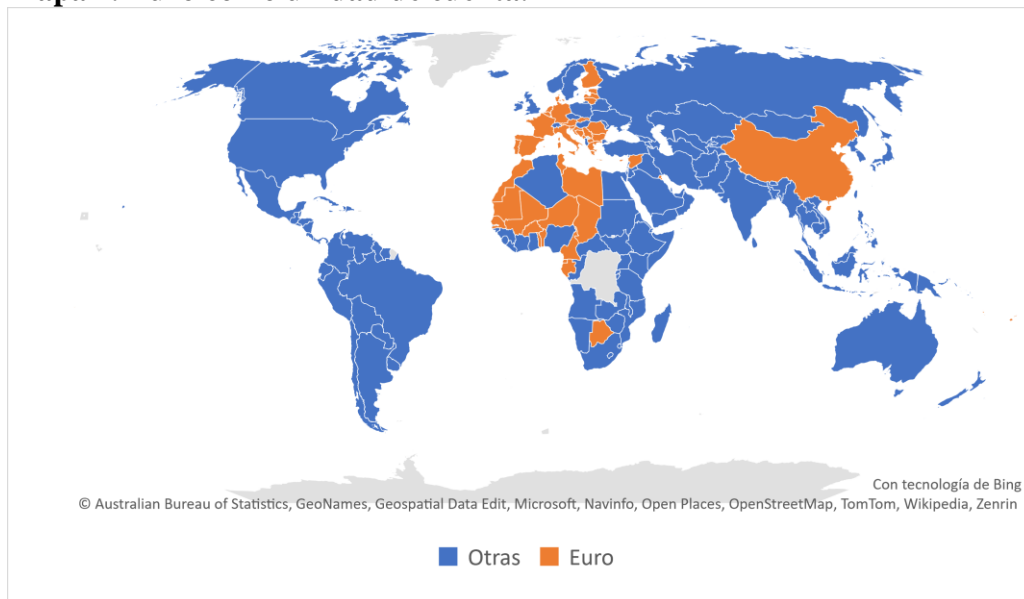 Con tecnología de Bing
© Australian Bureau of Statistics, GeoNames, Geospatial Data Edit, Microsoft, Navinfo, Open Places, OpenStreetMap, TomTom, Wikipedia, Zenrin
Otras Euro